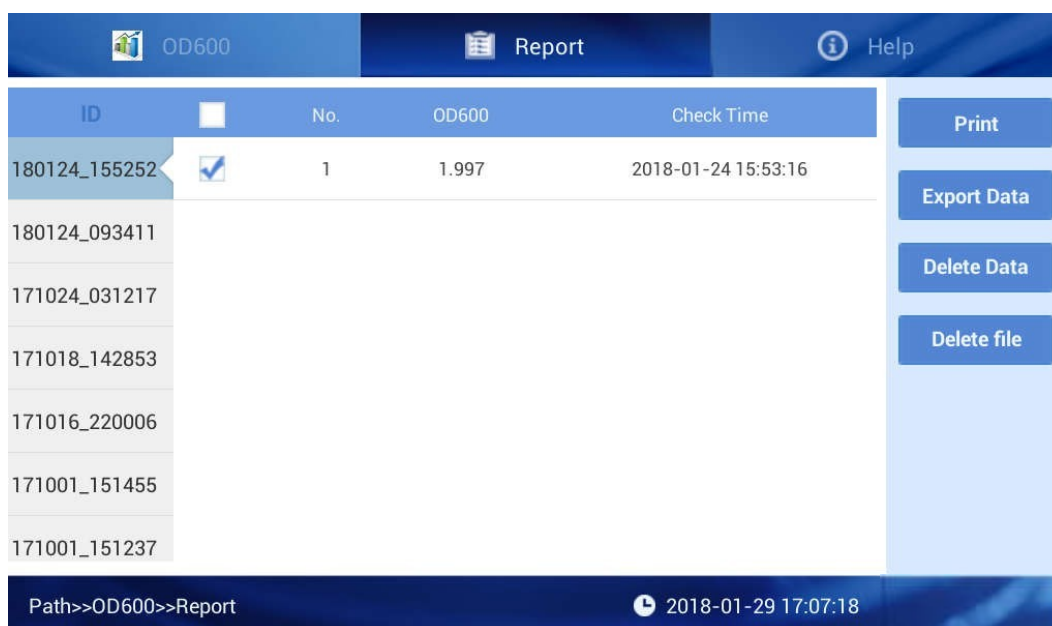 OD600 Report Help
ID No. OD600 Check Time
180124_155252 1 1.997 2018-01-24 15:53:16
180124_093411
171024_031217
171018_142853
171016_220006
171001_151455
171001_151237
Print
Export Data
Delete Data
Delete file
Path>>OD600>>Report 2018-01-29 17:07:18